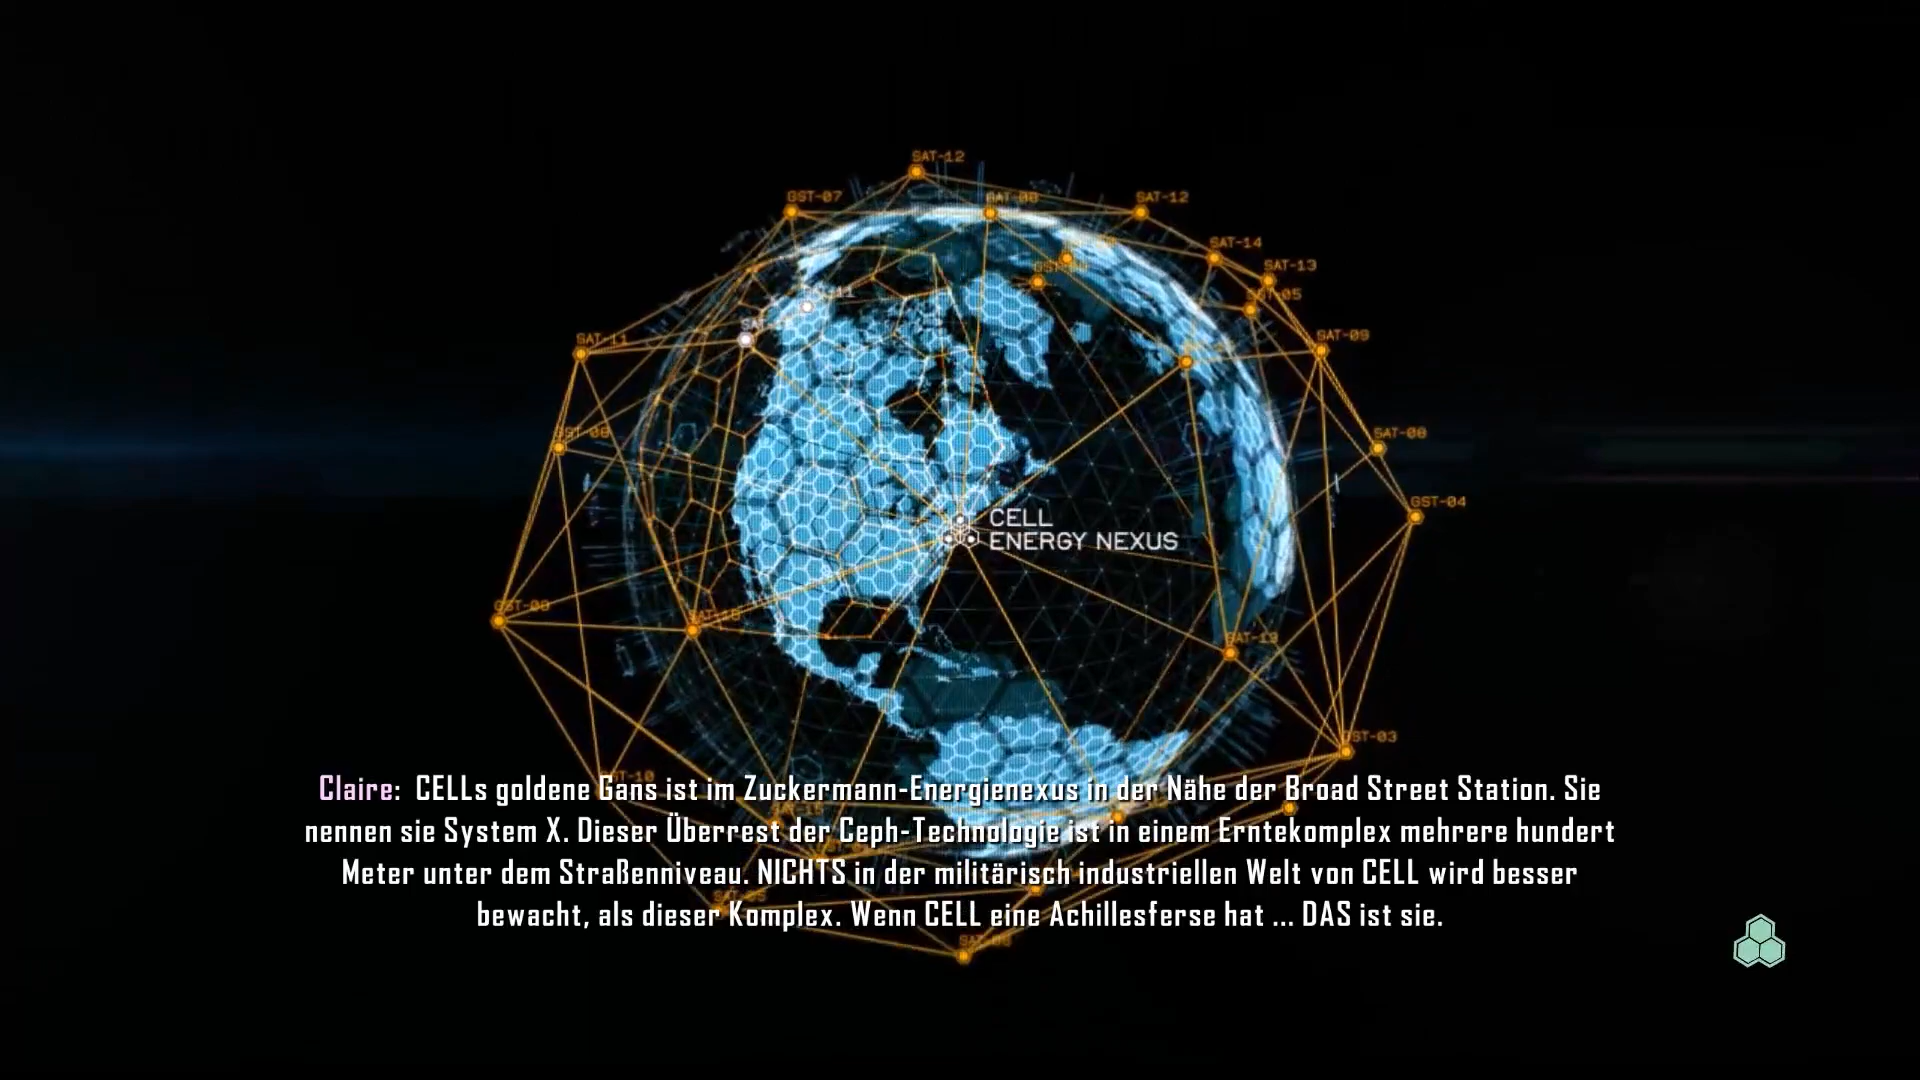 SAT-12
GST-07
SAT-08
SAT-12
SAT-14
SAT-13
SAT-11
SAT-09
GST-08
SAT-08
GST-04
CELL
ENERGY NEXUS
SAT-13
GST-03
Claire: CELLs goldene Gans ist im Zuckermann-Energienexus in der Nähe der Broad Street Station. Sie
nennen sie System X. Dieser Überrest der Ceph-Technologie ist in einem Erntekomplex mehrere hundert
Meter unter dem Straßenniveau. NICHTS in der militärisch industriellen Welt von CELL wird besser
bewacht, als dieser Komplex. Wenn CELL eine Achillesferse hat ... DAS ist sie.